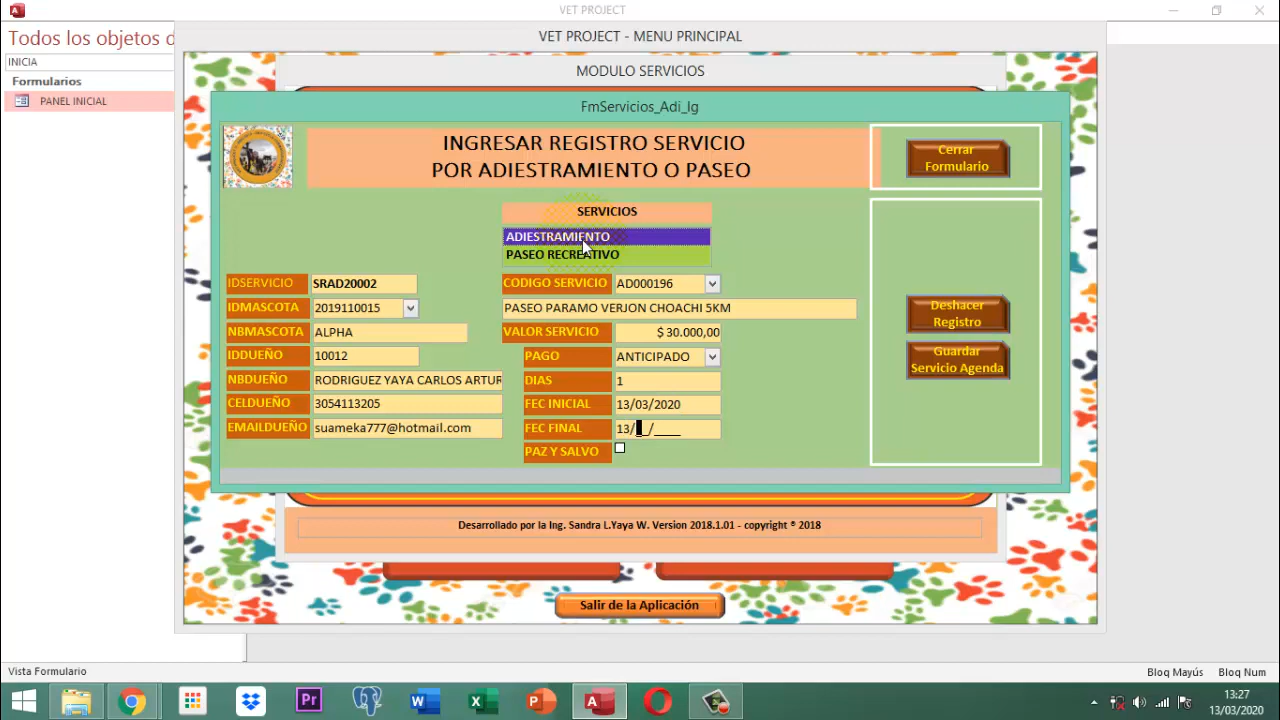 VET PROJECT
Todos los objetos d
INICIA
Formularios
PANEL INICIAL
VET PROJECT - MENU PRINCIPAL
MODULO SERVICIOS
FmServicios_Adi_Ig
INGRESAR REGISTRO SERVICIO
POR ADIESTRAMIENTO O PASEO
Cerrar
Formulario
SERVICIOS
ADIESTRAMIENTO
PASEO RECREATIVO
IDSERVICIO SRAD20002
IDMASCOTA 2019110015
NBMASCOTA ALPHA
IDDUEÑO 10012
NBDUEÑO RODRIGUEZ YAYA CARLOS ARTUR
CELDUEÑO 3054113205
EMAILDUEÑO suameka777@hotmail.com
CODIGO SERVICIO AD000196
PASEO PARAMO VERJON CHOACHI 5KM
VALOR SERVICIO $ 30.000,00
PAGO ANTICIPADO
DIAS 1
FEC INICIAL 13/03/2020
FEC FINAL 13/__/____
PAZ Y SALVO
Deshacer
Registro
Guardar
Servicio Agenda
Desarrollado por la Ing. Sandra L.Yaya W. Version 2018.1.01 - copyright ® 2018
Salir de la Aplicación
Vista Formulario
Bloq Mayús Bloq Num
13:27
13/03/2020